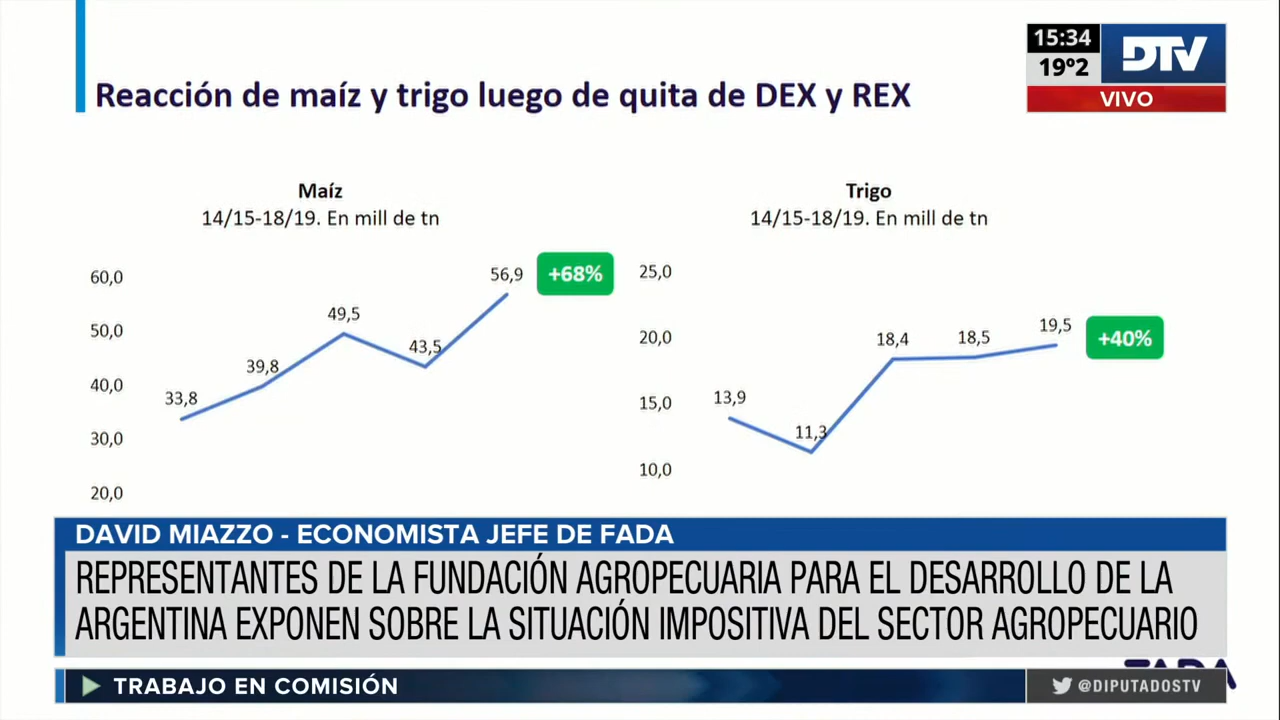 15:34
19º2
DTV
VIVO
Reacción de maíz y trigo luego de quita de DEX y REX
Maíz
14/15-18/19. En mill de tn
60,0
50,0
40,0
30,0
20,0
33,8
39,8
49,5
43,5
56,9
+68%
Trigo
14/15-18/19. En mill de tn
25,0
20,0
15,0
10,0
13,9
11,3
18,4
18,5
19,5
+40%
DAVID MIAZZO - ECONOMISTA JEFE DE FADA
REPRESENTANTES DE LA FUNDACIÓN AGROPECUARIA PARA EL DESARROLLO DE LA
ARGENTINA EXPONEN SOBRE LA SITUACIÓN IMPOSITIVA DEL SECTOR AGROPECUARIO
TRABAJO EN COMISIÓN
@DIPUTADOSTV